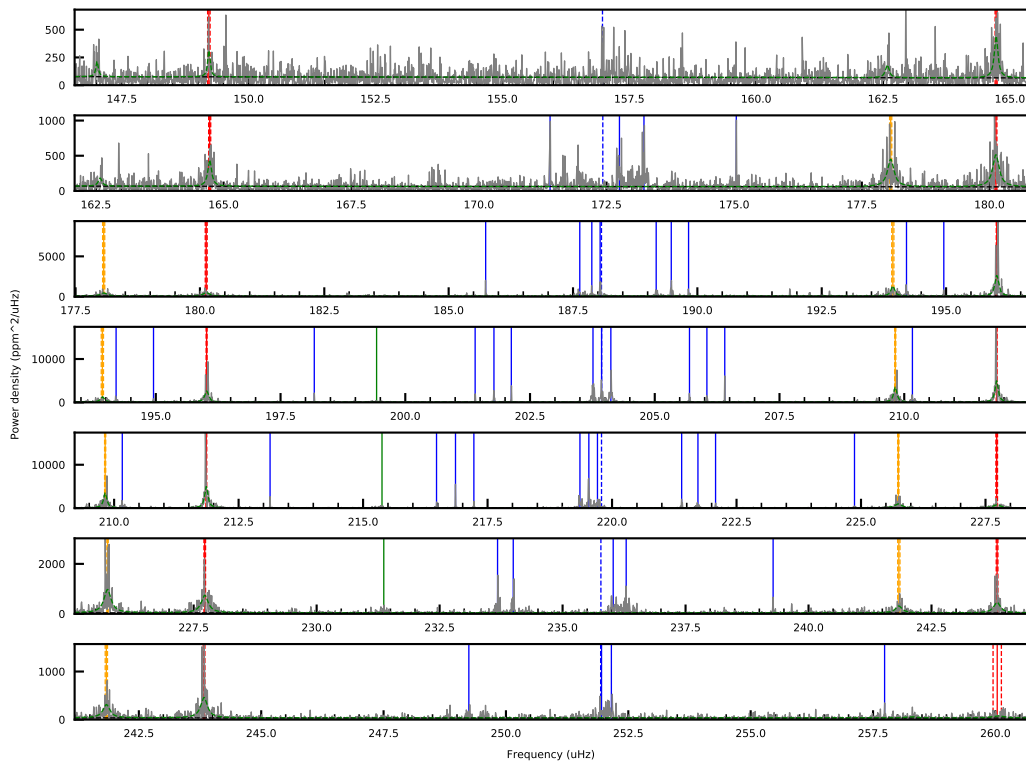 500
250
0
147.5 150.0 152.5 155.0 157.5 160.0 162.5 165.0
1000
500
0
162.5 165.0 167.5 170.0 172.5 175.0 177.5 180.0
5000
0
177.5 180.0 182.5 185.0 187.5 190.0 192.5 195.0
10000
0
195.0 197.5 200.0 202.5 205.0 207.5 210.0
Power density (ppm^2/uHz)
10000
0
210.0 212.5 215.0 217.5 220.0 222.5 225.0 227.5
2000
0
227.5 230.0 232.5 235.0 237.5 240.0 242.5
1000
0
242.5 245.0 247.5 250.0 252.5 255.0 257.5 260.0
Frequency (uHz)